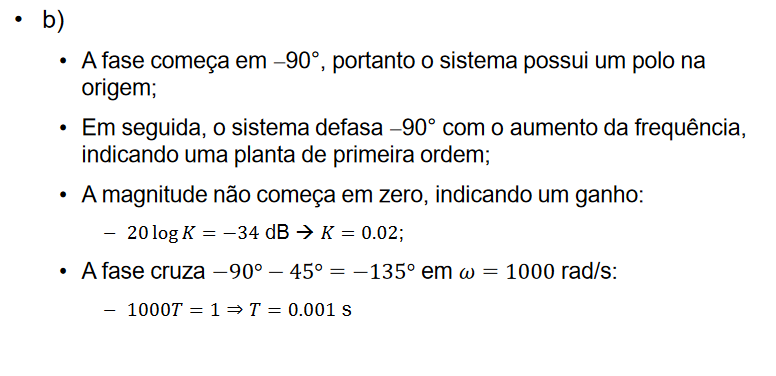 • b)
• A fase começa em –90°, portanto o sistema possui um polo na
origem;
• Em seguida, o sistema defasa –90° com o aumento da frequência,
indicando uma planta de primeira ordem;
• A magnitude não começa em zero, indicando um ganho:
– 20 log K = −34 dB → K = 0.02;
• A fase cruza −90° − 45° = −135° em ω = 1000 rad/s:
– 1000T = 1 ⇒ T = 0.001 s